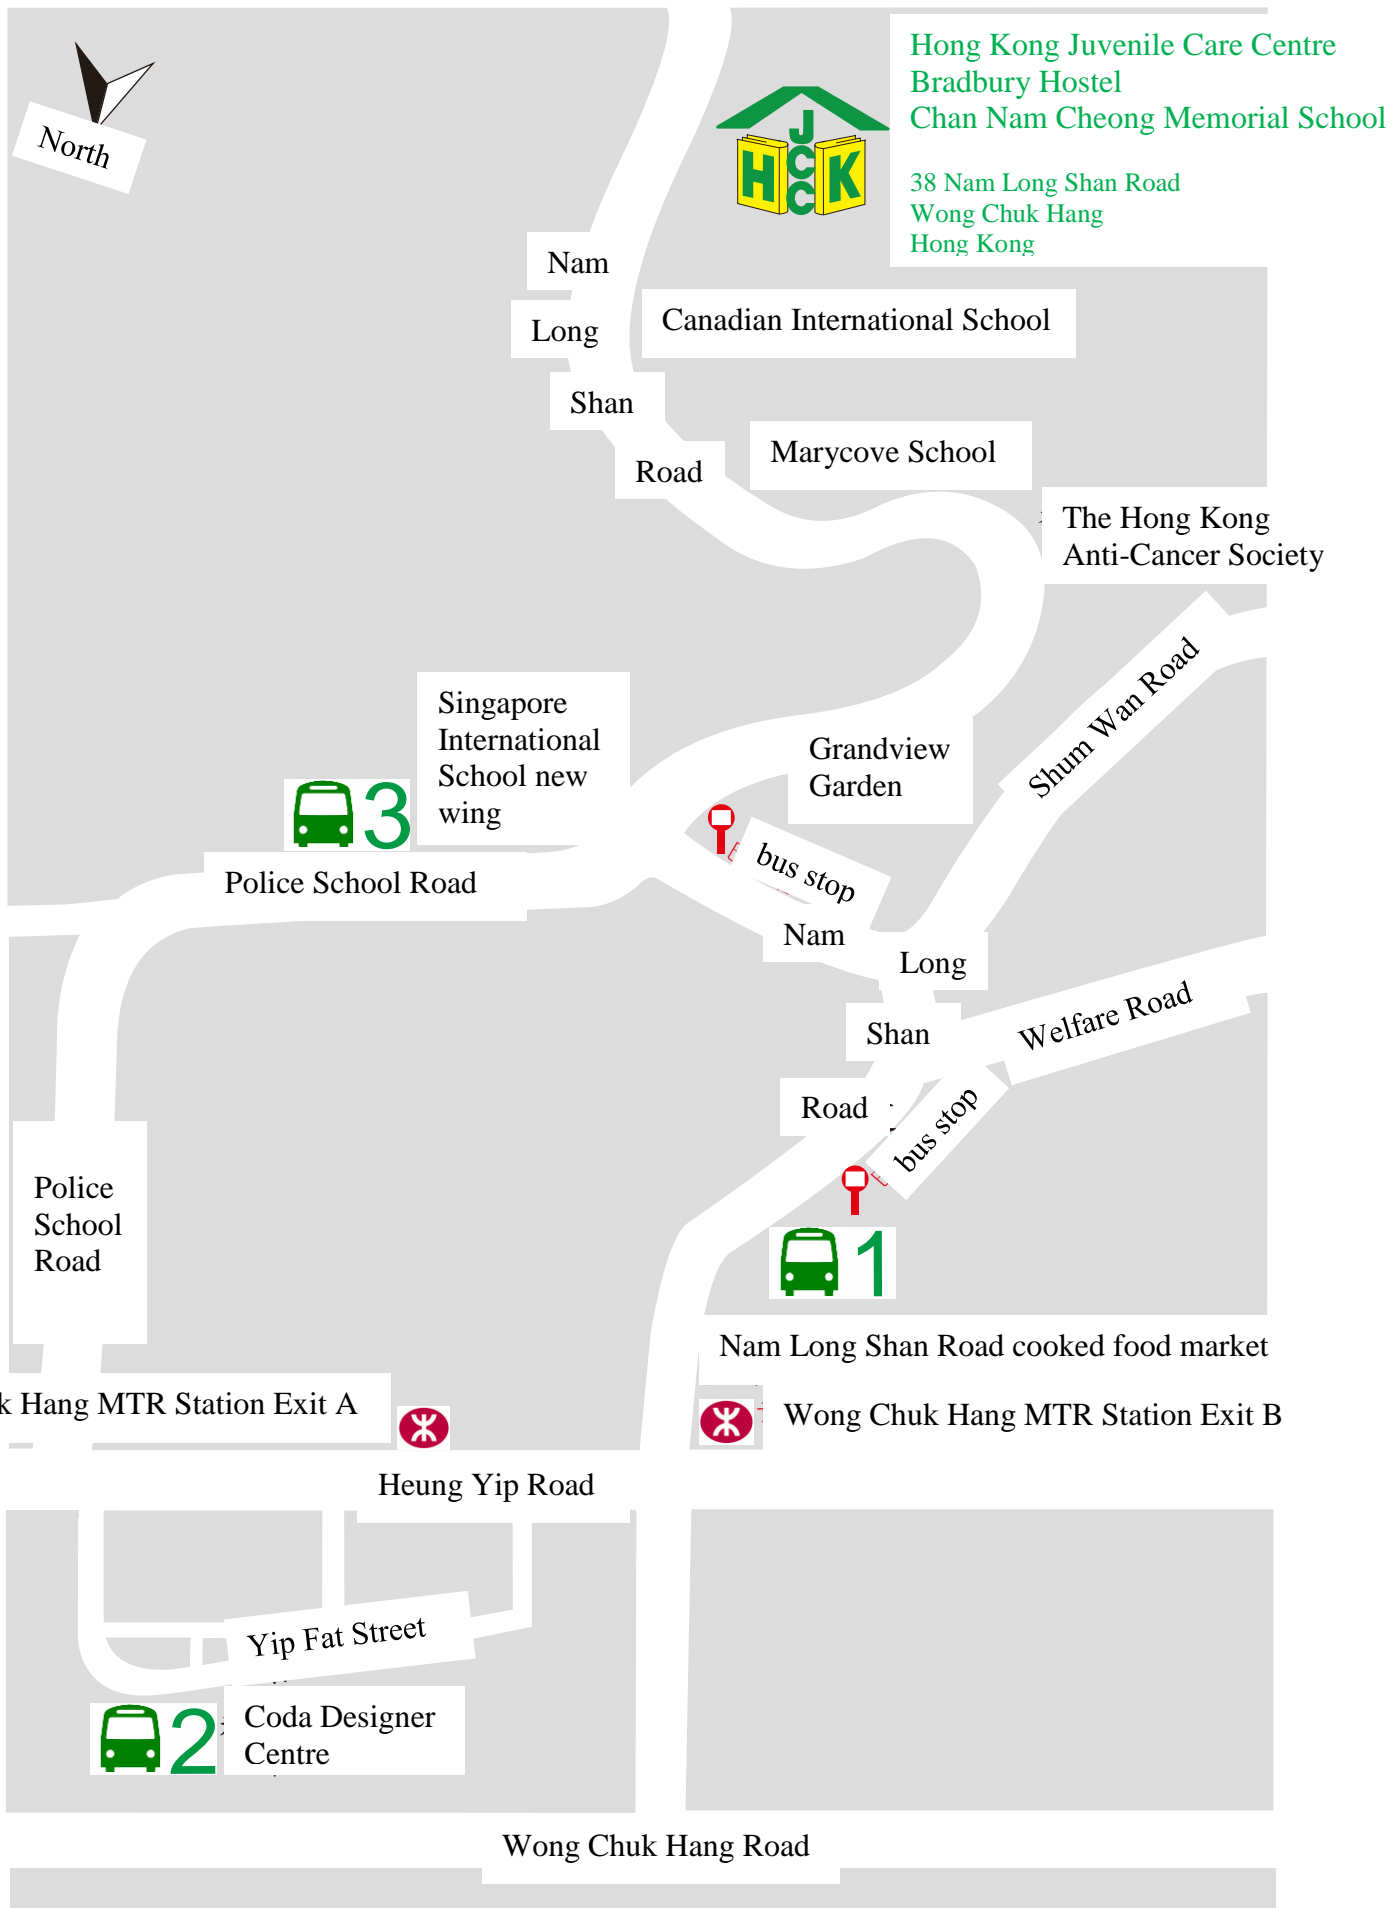 Hong Kong Juvenile Care Centre
Bradbury Hostel
Chan Nam Cheong Memorial School
38 Nam Long Shan Road
Wong Chuk Hang
Hong Kong
North
J
H C K
C
Nam
Long
Canadian International School
Shan
Marycove School
Road
The Hong Kong
Anti-Cancer Society
Shum Wan Road
Singapore
International
School new
wing
Grandview
Garden
3
bus stop
Police School Road
Nam
Long
Shan
Welfare Road
Road
bus stop
Police
School
Road
1
Nam Long Shan Road cooked food market
k Hang MTR Station Exit A
Wong Chuk Hang MTR Station Exit B
Heung Yip Road
Yip Fat Street
2
Coda Designer
Centre
Wong Chuk Hang Road